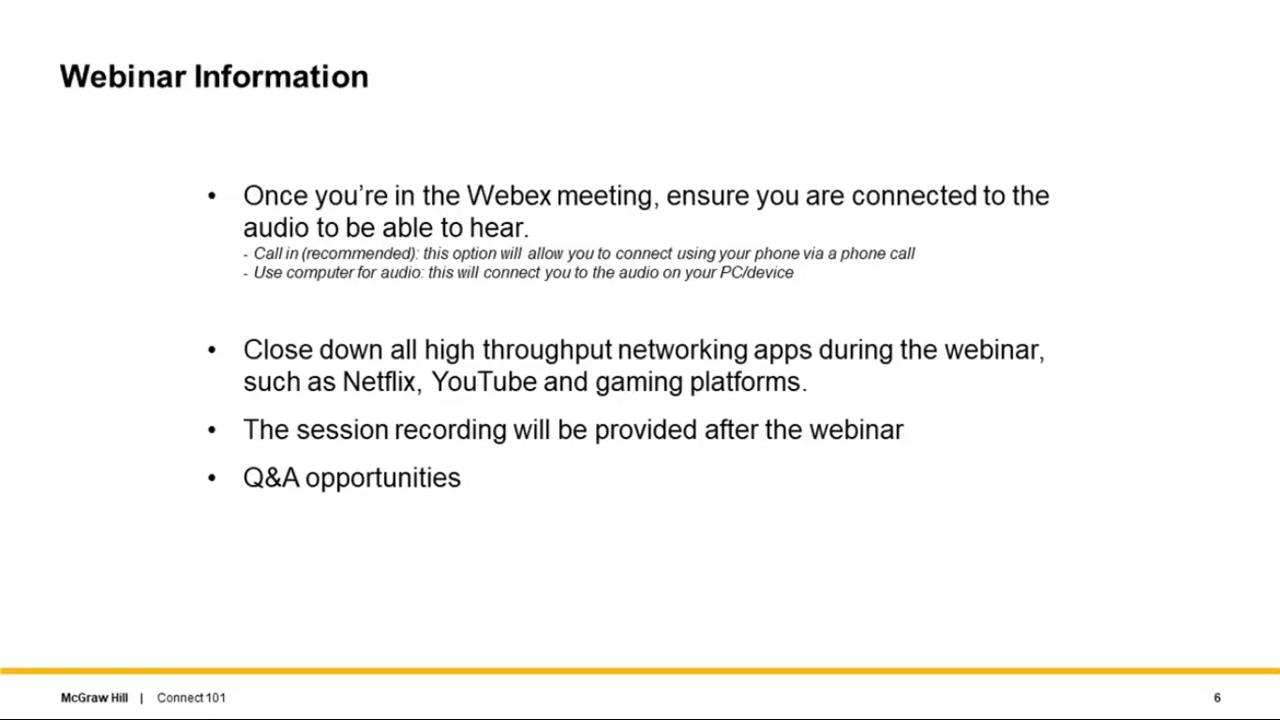 Webinar Information
• Once you’re in the Webex meeting, ensure you are connected to the
audio to be able to hear.
- Call in (recommended): this option will allow you to connect using your phone via a phone call
- Use computer for audio: this will connect you to the audio on your PC/device
• Close down all high throughput networking apps during the webinar,
such as Netflix, YouTube and gaming platforms.
• The session recording will be provided after the webinar
• Q&A opportunities
McGraw Hill | Connect 101
6